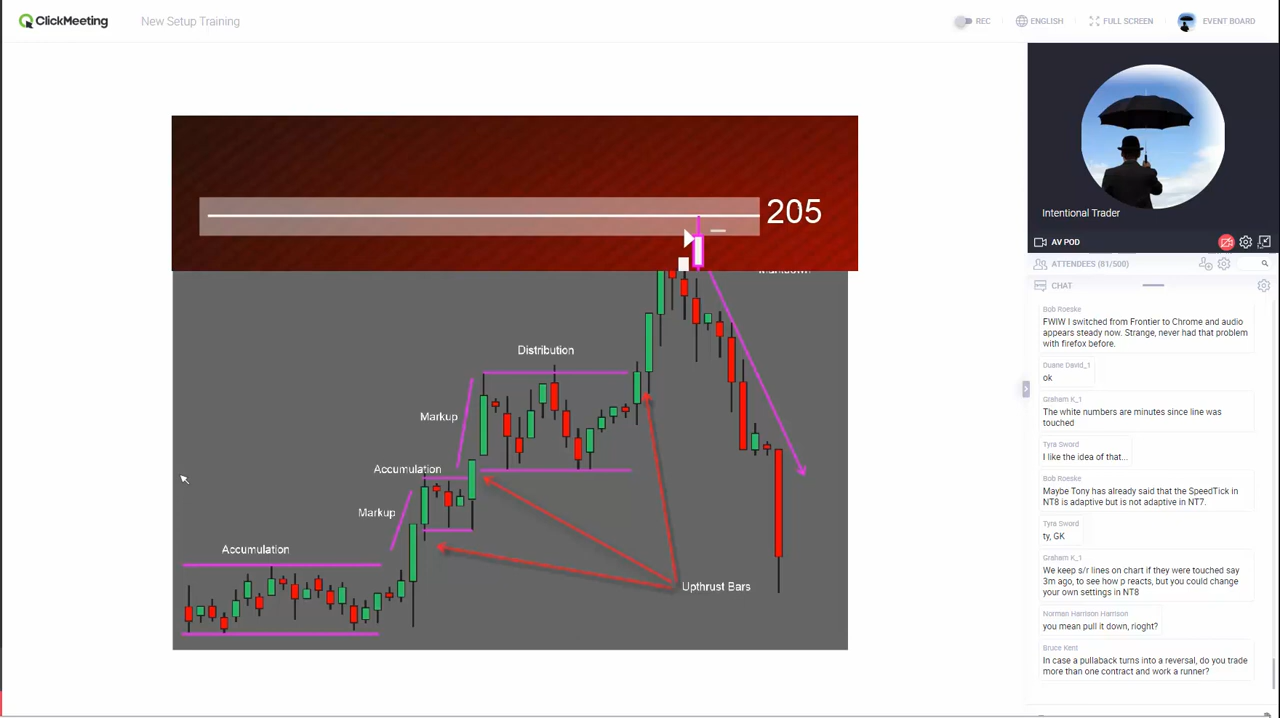 ClickMeeting
New Setup Training
REC
ENGLISH
FULL SCREEN
EVENT BOARD
205
Markdown
Distribution
Markup
Accumulation
Markup
Accumulation
Upthrust Bars
Intentional Trader
AV POD
ATTENDEES (81/500)
CHAT
Bob Roeske
FWIW I switched from Frontier to Chrome and audio
appears steady now. Strange, never had that problem
with firefox before.
Duane David_1
ok
Graham K_1
The white numbers are minutes since line was
touched
Tyra Sword
I like the idea of that...
Bob Roeske
Maybe Tony has already said that the SpeedTick in
NT8 is adaptive but is not adaptive in NT7.
Tyra Sword
ty, GK
Graham K_1
We keep s/r lines on chart if they were touched say
3m ago, to see how p reacts, but you could change
your own settings in NT8
Norman Harrison Harrison
you mean pull it down, rioght?
Bruce Kent
In case a pullaback turns into a reversal, do you trade
more than one contract and work a runner?